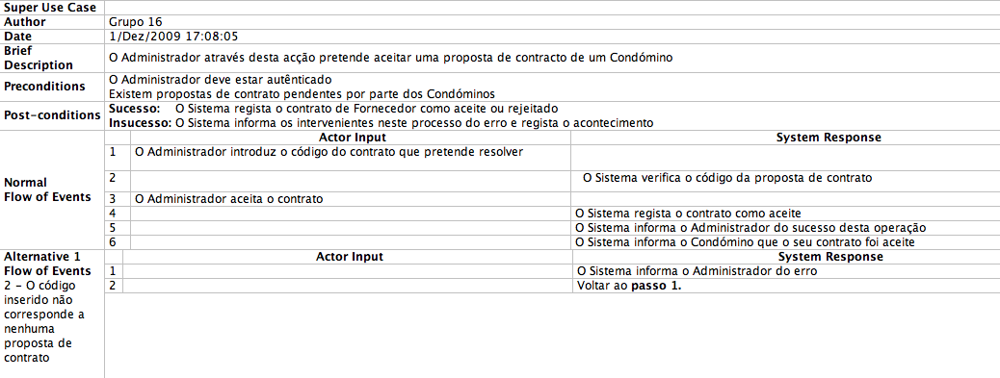 Super Use Case
Author Grupo 16
Date 1/Dez/2009 17:08:05
Brief
Description O Administrador através desta acção pretende aceitar uma proposta de contracto de um Condómino
Preconditions O Administrador deve estar autênticado
Existem propostas de contrato pendentes por parte dos Condóminos
Post-conditions Sucesso: O Sistema regista o contrato de Fornecedor como aceite ou rejeitado
Insucesso: O Sistema informa os intervenientes neste processo do erro e regista o acontecimento
Normal
Flow of Events
Actor Input System Response
1 O Administrador introduz o código do contrato que pretende resolver
2 O Sistema verifica o código da proposta de contrato
3 O Administrador aceita o contrato
4 O Sistema regista o contrato como aceite
5 O Sistema informa o Administrador do sucesso desta operação
6 O Sistema informa o Condómino que o seu contrato foi aceite
Alternative 1
Flow of Events
2 - O código
inserido não
corresponde a
nenhuma
proposta de
contrato
Actor Input System Response
1 O Sistema informa o Administrador do erro
2 Voltar ao passo 1.